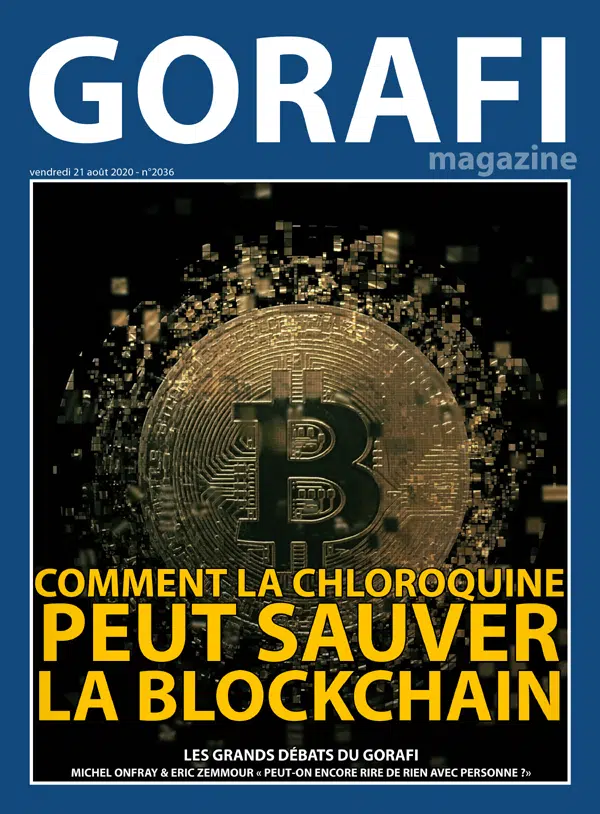 GORAFI
magazine
vendredi 21 août 2020 - n°2036
COMMENT LA CHLOROQUINE
PEUT SAUVER
LA BLOCKCHAIN
LES GRANDS DÉBATS DU GORAFI
MICHEL ONFRAY & ERIC ZEMMOUR « PEUT-ON ENCORE RIRE DE RIEN AVEC PERSONNE ?»